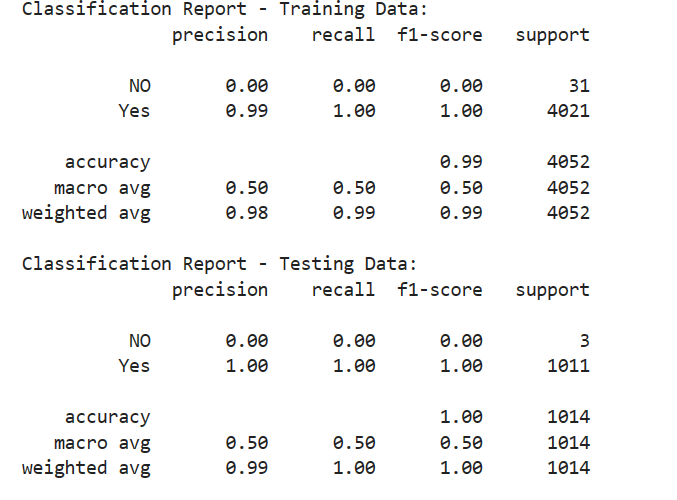 Classification Report - Training Data:
precision recall f1-score support
NO 0.00 0.00 0.00 31
Yes 0.99 1.00 1.00 4021
accuracy 0.99 4052
macro avg 0.50 0.50 0.50 4052
weighted avg 0.98 0.99 0.99 4052
Classification Report - Testing Data:
precision recall f1-score support
NO 0.00 0.00 0.00 3
Yes 1.00 1.00 1.00 1011
accuracy 1.00 1014
macro avg 0.50 0.50 0.50 1014
weighted avg 0.99 1.00 1.00 1014